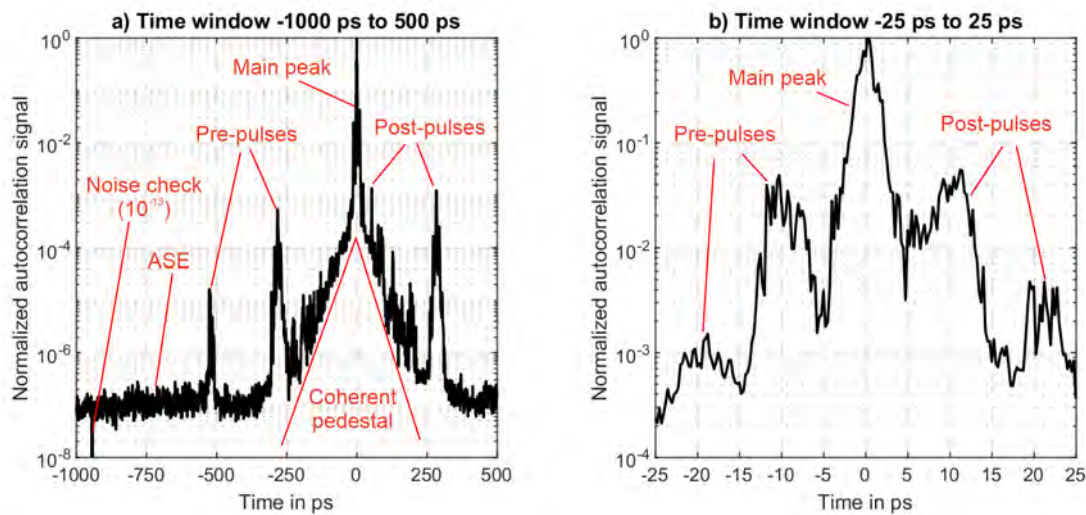 a) Time window -1000 ps to 500 ps
Normalized autocorrelation signal
10^0
10^-2
10^-4
10^-6
10^-8
-1000
-750
-500
-250
0
250
500
Time in ps
Main peak
Pre-pulses
Post-pulses
Noise check
(10^-13)
ASE
Coherent
pedestal
b) Time window -25 ps to 25 ps
Normalized autocorrelation signal
10^0
10^-1
10^-2
10^-3
10^-4
-25
-20
-15
-10
-5
0
5
10
15
20
25
Time in ps
Main peak
Pre-pulses
Post-pulses